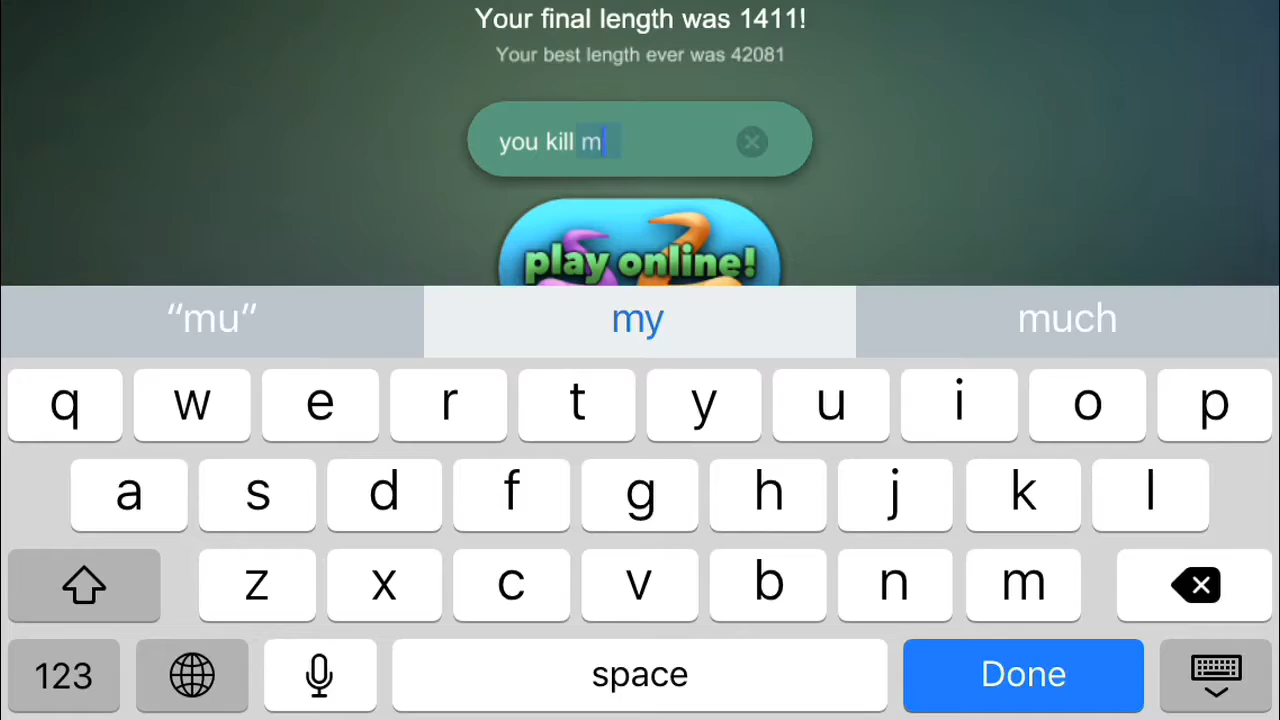 Your final length was 1411!
Your best length ever was 42081
you kill m
play online!
“mu” my much
q w e r t y u i o p
a s d f g h j k l
z x c v b n m
123 space Done